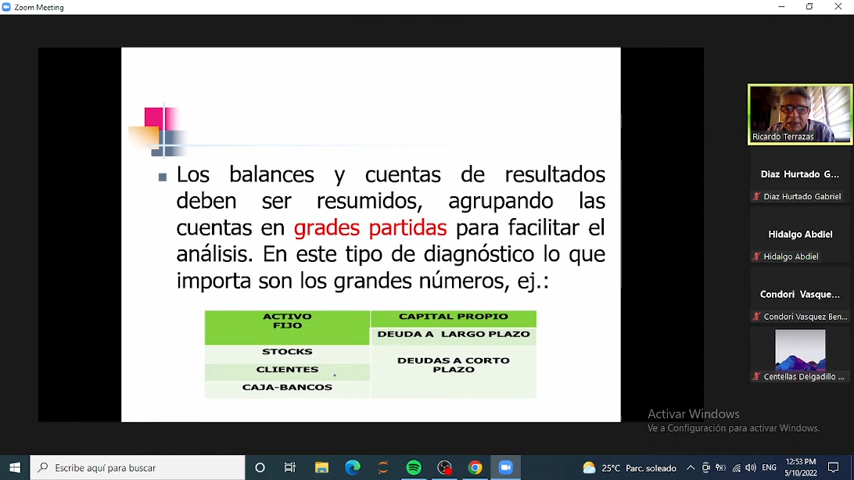 Zoom Meeting
Los balances y cuentas de resultados
deben ser resumidos, agrupando las
cuentas en grades partidas para facilitar el
análisis. En este tipo de diagnóstico lo que
importa son los grandes números, ej.:
ACTIVO
FIJO
STOCKS
CLIENTES
CAJA-BANCOS
CAPITAL PROPIO
DEUDA A LARGO PLAZO
DEUDAS A CORTO
PLAZO
Ricardo Terrazas
Diaz Hurtado G...
Diaz Hurtado Gabriel
Hidalgo Abdiel
Hidalgo Abdiel
Condori Vasque...
Condori Vasquez Ben...
Centellas Delgadillo ...
Activar Windows
Ve a Configuración para activar Windows.
Escribe aquí para buscar
25°C Parc. soleado
ENG
12:53 PM
5/10/2022